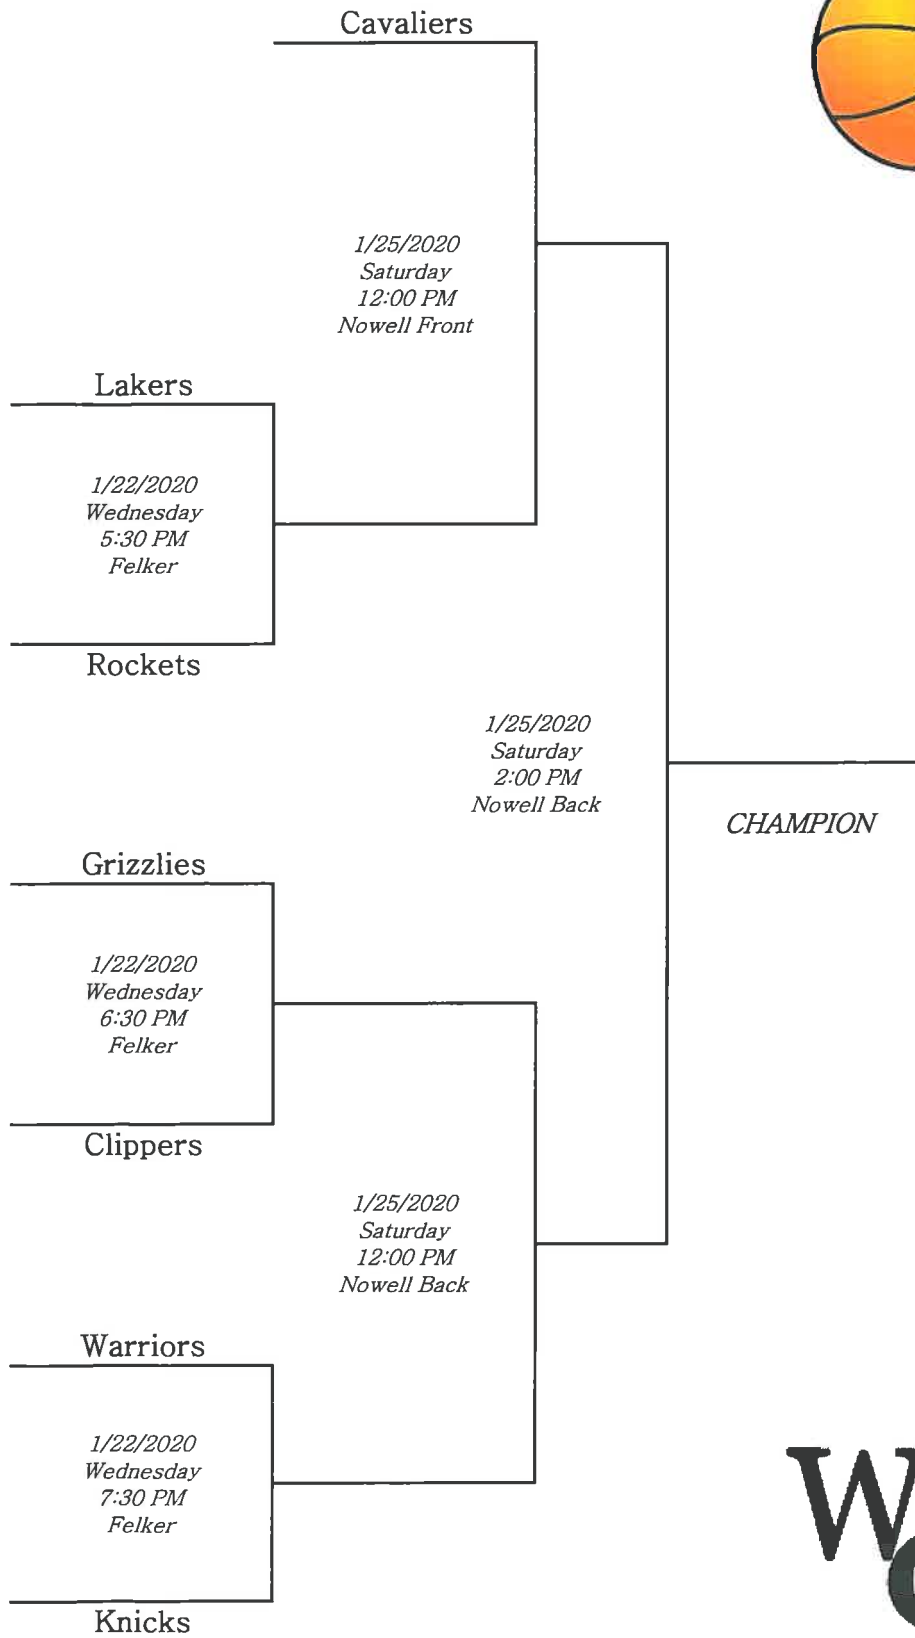 Cavaliers
1/25/2020
Saturday
12:00 PM
Nowell Front
Lakers
1/22/2020
Wednesday
5:30 PM
Felker
Rockets
1/25/2020
Saturday
2:00 PM
Nowell Back
CHAMPION
Grizzlies
1/22/2020
Wednesday
6:30 PM
Felker
Clippers
1/25/2020
Saturday
12:00 PM
Nowell Back
Warriors
1/22/2020
Wednesday
7:30 PM
Felker
Knicks
W